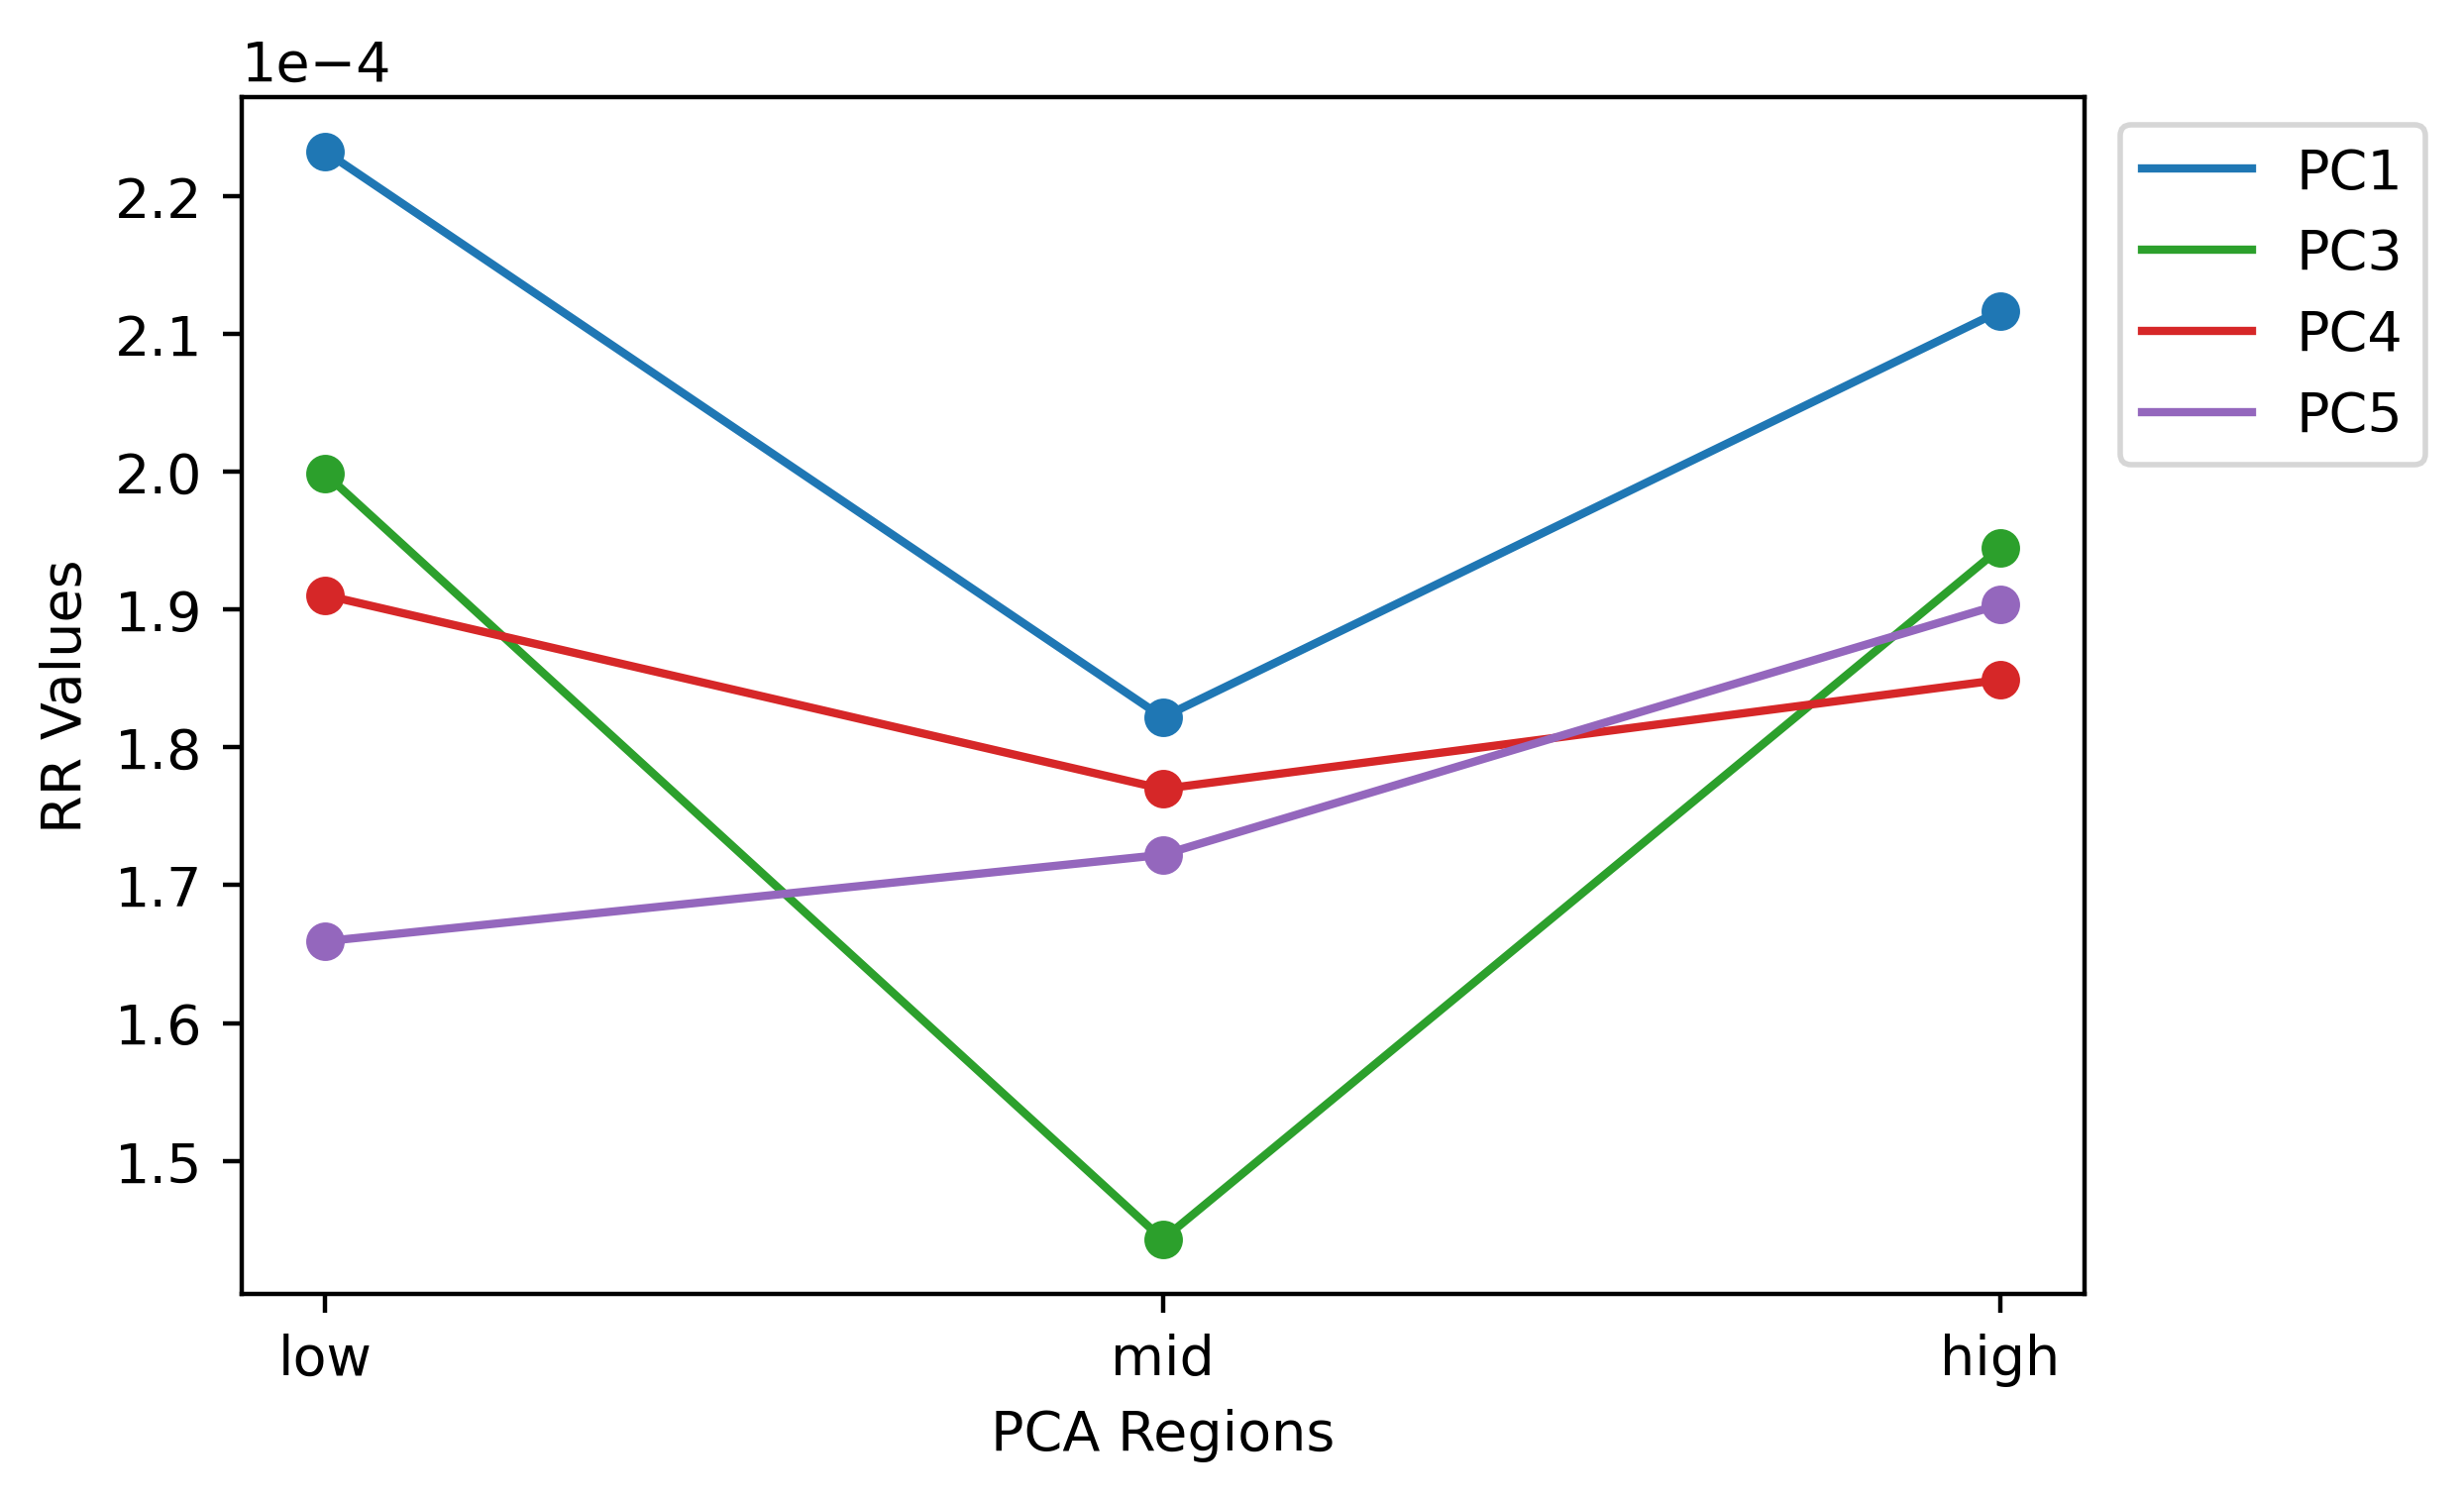 1e−4
2.2
2.1
2.0
1.9
1.8
1.7
1.6
1.5
RR Values
low
mid
high
PCA Regions
PC1
PC3
PC4
PC5